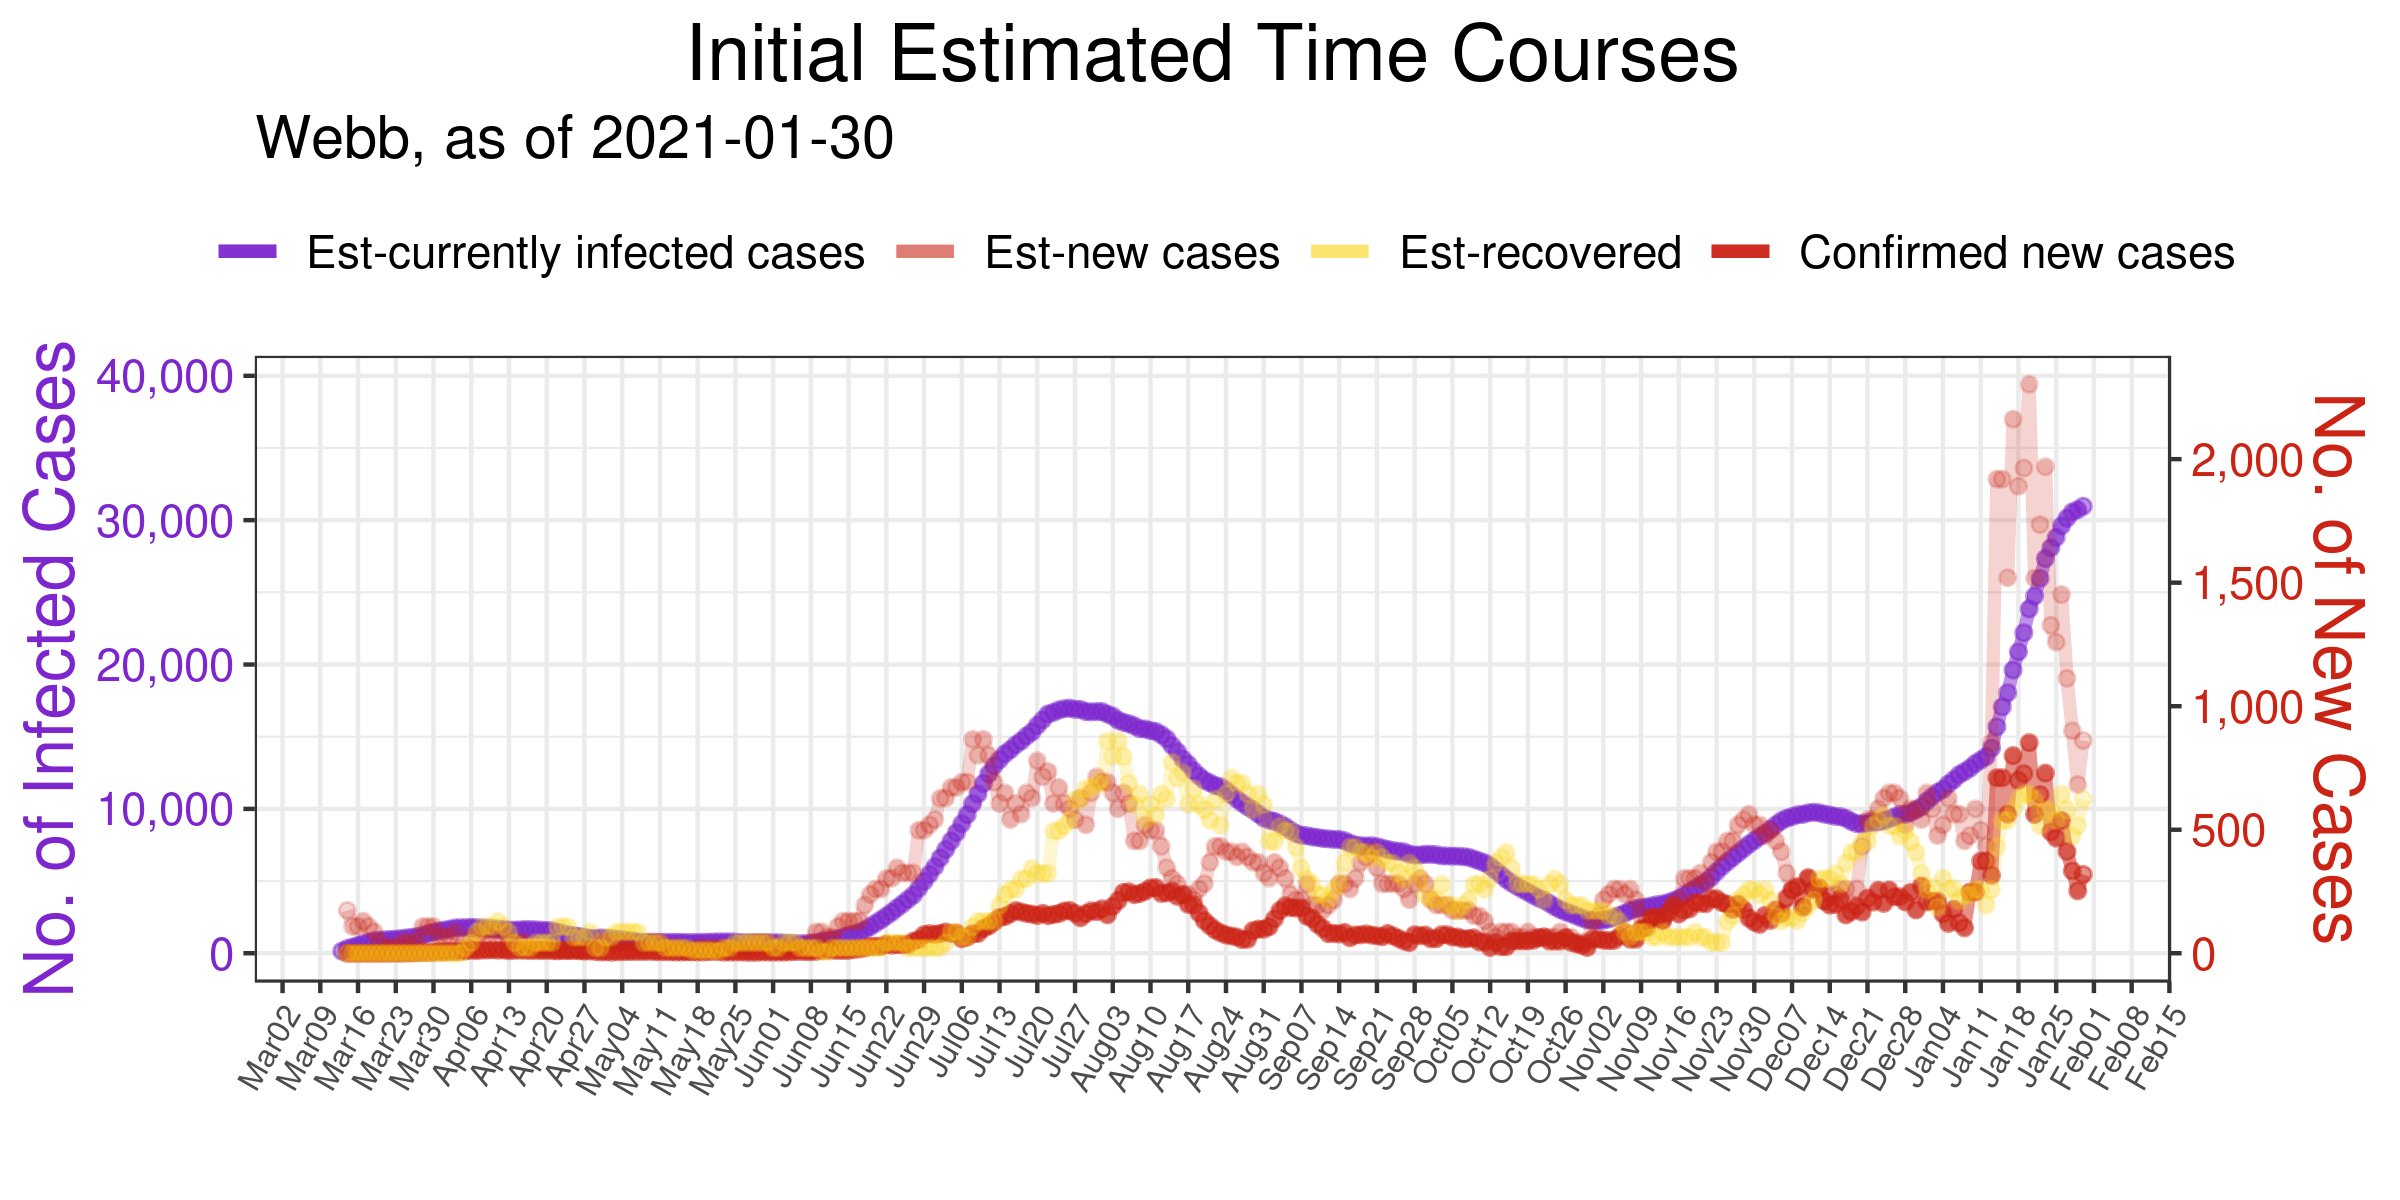 Initial Estimated Time Courses
Webb, as of 2021-01-30
Est-currently infected cases Est-new cases Est-recovered Confirmed new cases
No. of Infected Cases
40,000
30,000
20,000
10,000
0
2,000
1,500
1,000
500
0
No. of New Cases
Mar02 Mar09 Mar16 Mar23 Mar30 Apr06 Apr13 Apr20 Apr27 May04 May11 May18 May25 Jun01 Jun08 Jun15 Jun22 Jun29 Jul06 Jul13 Jul20 Jul27 Aug03 Aug10 Aug17 Aug24 Aug31 Sep07 Sep14 Sep21 Sep28 Oct05 Oct12 Oct19 Oct26 Nov02 Nov09 Nov16 Nov23 Nov30 Dec07 Dec14 Dec21 Dec28 Dec04 Jan11 Jan18 Jan25 Feb01 Feb08 Feb15